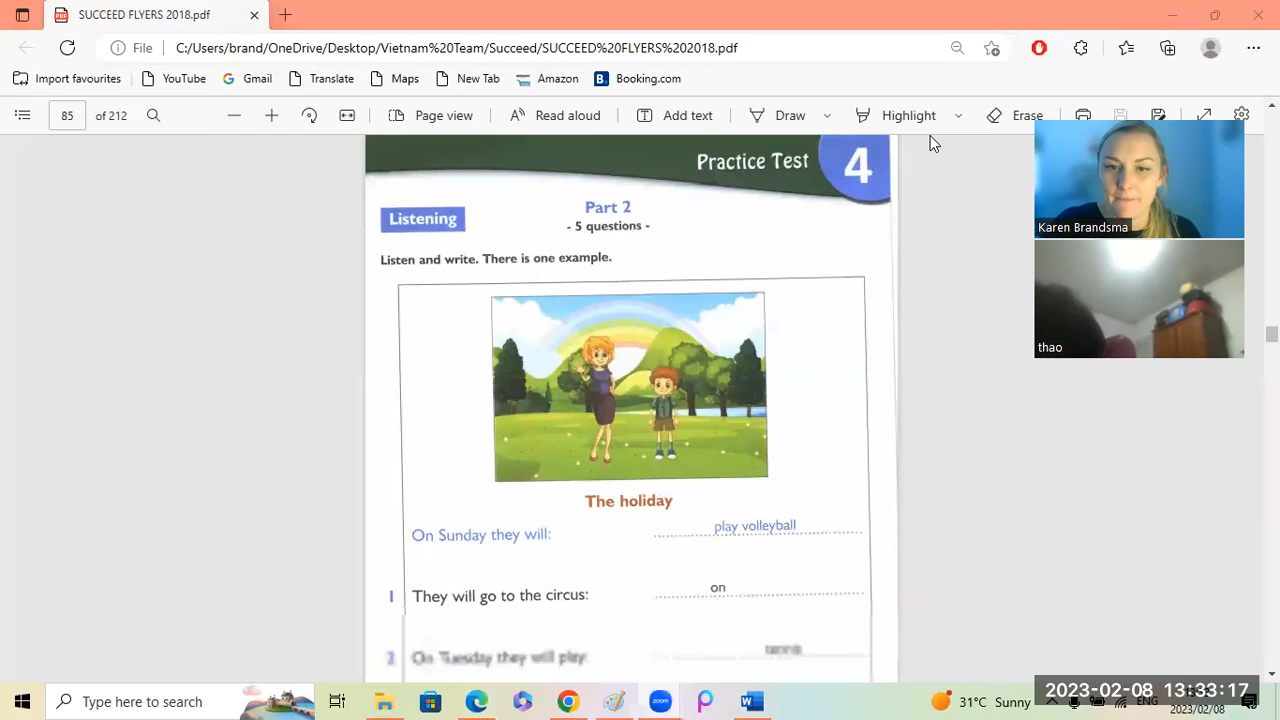 SUCCEED FLYERS 2018.pdf
File C:/Users/brand/OneDrive/Desktop/Vietnam%20Team/Succeed/SUCCEED%20FLYERS%202018.pdf
Import favourites YouTube Gmail Translate Maps New Tab Amazon B. Booking.com
85 of 212 Page view Read aloud Add text Draw Highlight Erase
Practice Test 4
Listening
Part 2
- 5 questions -
Listen and write. There is one example.
The holiday
On Sunday they will: play volleyball
1 They will go to the circus: on
2 On Tuesday they will play: tennis
Karen Brandsma
thao
Type here to search
zoom
31°C Sunny
ENG
2023-02-08 13:33:17
2023/02/08